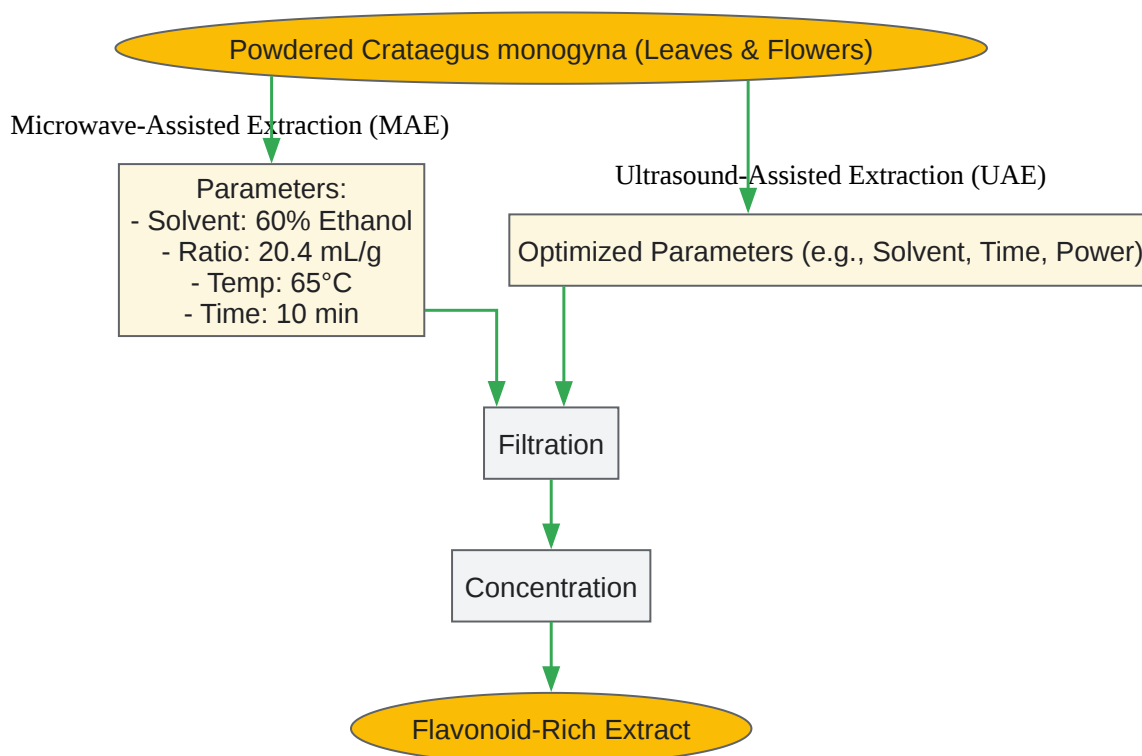 Powdered Crataegus monogyna (Leaves & Flowers)
Microwave-Assisted Extraction (MAE)
Ultrasound-Assisted Extraction (UAE)
Parameters:
- Solvent: 60% Ethanol
- Ratio: 20.4 mL/g
- Temp: 65°C
- Time: 10 min
Optimized Parameters (e.g., Solvent, Time, Power)
Filtration
Concentration
Flavonoid-Rich Extract